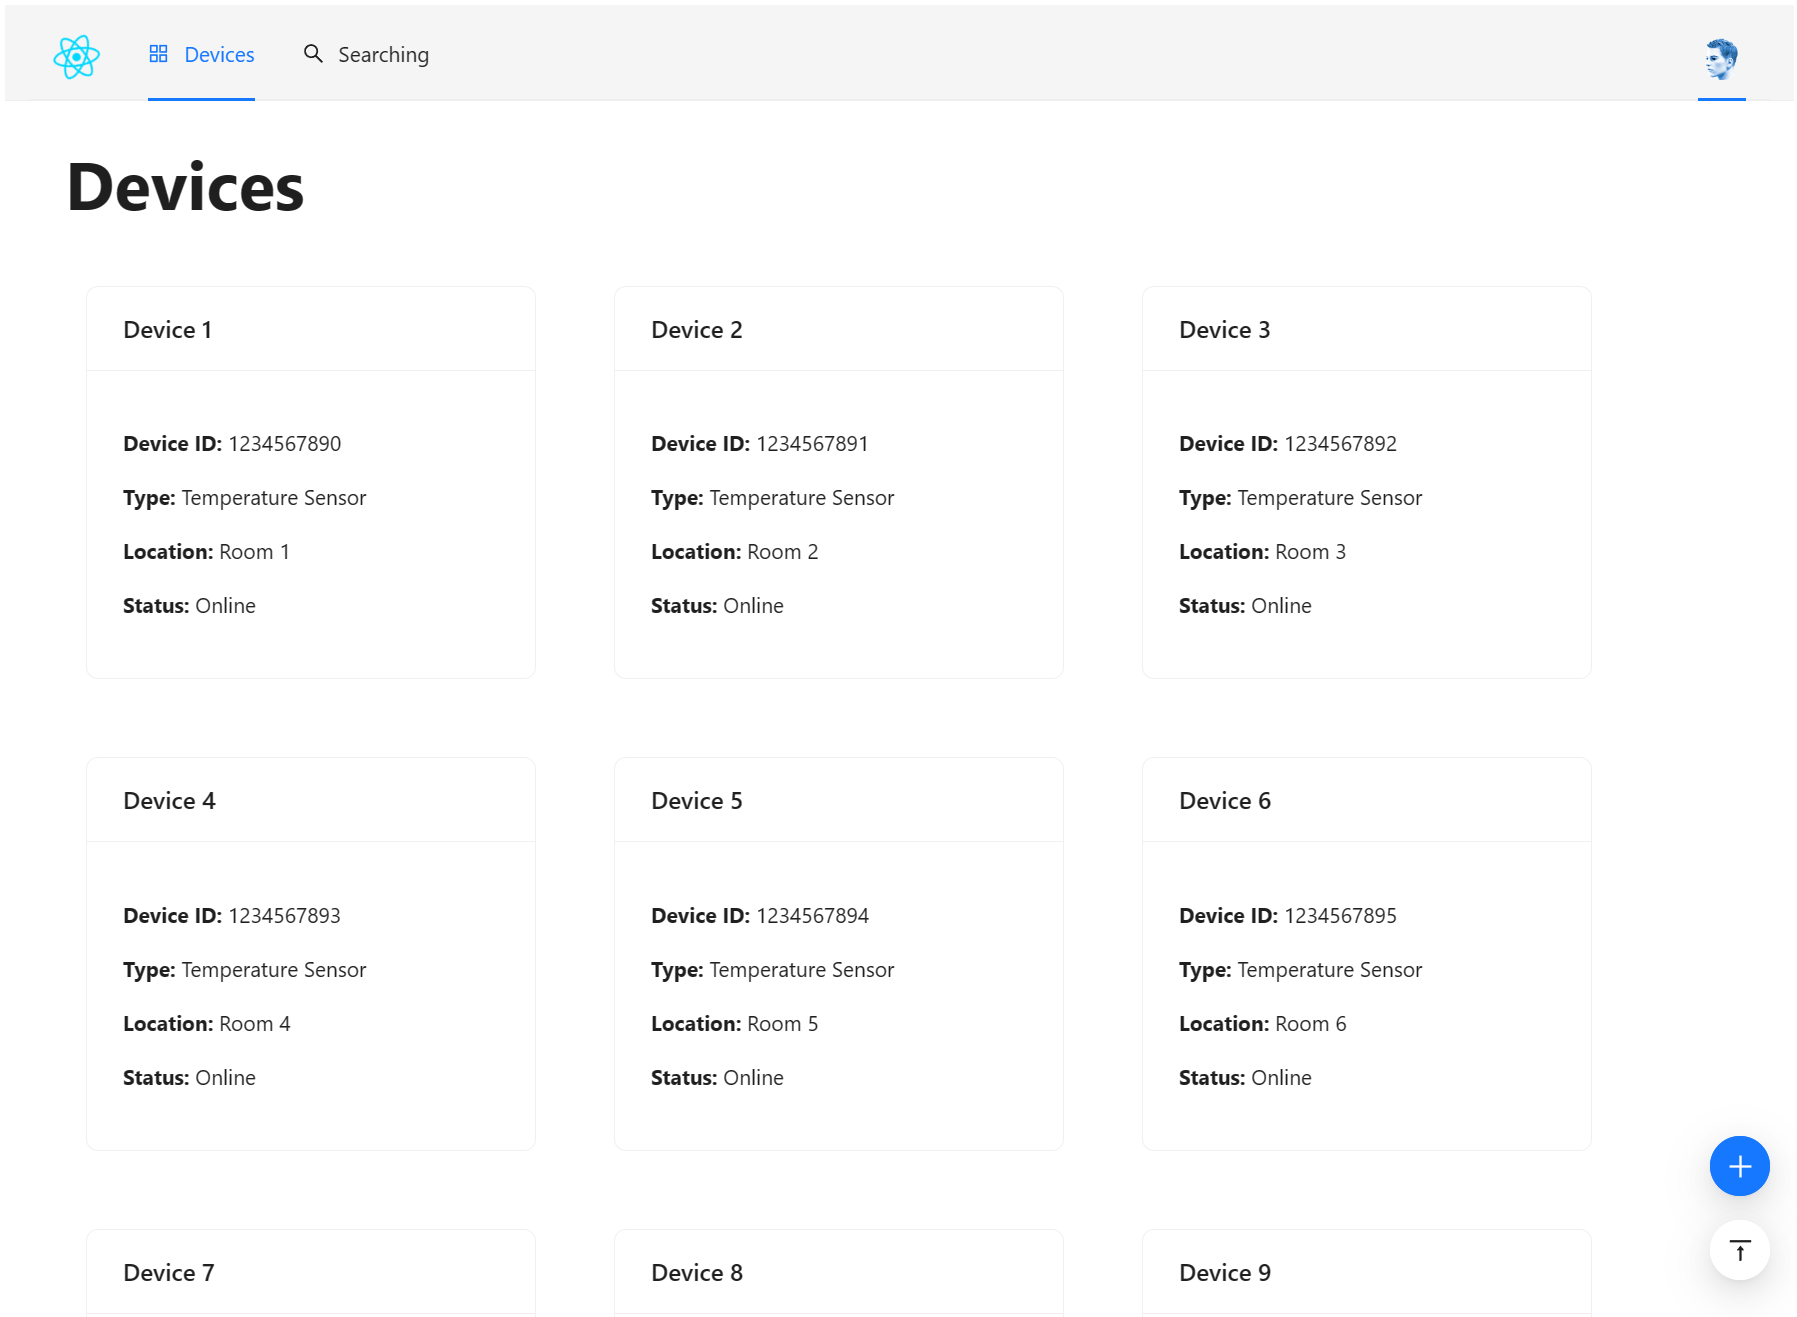 Devices
Searching
Devices
Device 1
Device ID: 1234567890
Type: Temperature Sensor
Location: Room 1
Status: Online
Device 2
Device ID: 1234567891
Type: Temperature Sensor
Location: Room 2
Status: Online
Device 3
Device ID: 1234567892
Type: Temperature Sensor
Location: Room 3
Status: Online
Device 4
Device ID: 1234567893
Type: Temperature Sensor
Location: Room 4
Status: Online
Device 5
Device ID: 1234567894
Type: Temperature Sensor
Location: Room 5
Status: Online
Device 6
Device ID: 1234567895
Type: Temperature Sensor
Location: Room 6
Status: Online
Device 7
Device 8
Device 9